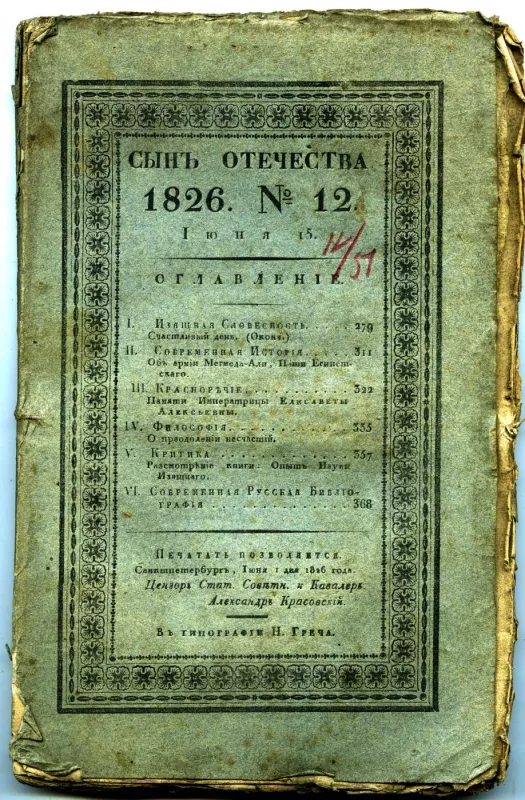 СЫНЪ ОТЕЧЕСТВА
1826. № 12.
Іюня 15.
12/51
ОГЛАВЛЕНІЕ.
I. Изящная Словесность. . . . . 279
Счастливый день. (Оконч.)
II. Современная Исторія. . . . . 311
Объ арміи Мегмеда-Али, Паши Египет-
скаго.
III. Краснорѣчіе. . . . . . . . . . . 322
Памяти Императрицы Елисаветы
Алексѣевны.
IV. Философія. . . . . . . . . . . . 335
О преодолѣніи несчастій.
V. Критика . . . . . . . . . . . . . 357
Разсмотрѣніе книги: Опытъ Науки
Изящнаго.
VI. Современная Русская Библіо-
графія . . . . . . . . . . . . . . 368
Печатать позволяется.
Санктпетербургъ, Іюня 1 дня 1826 года.
Цензоръ Стат. Совѣтн. и Кавалеръ
Александръ Красовскій.
Въ типографіи Н. Греча.